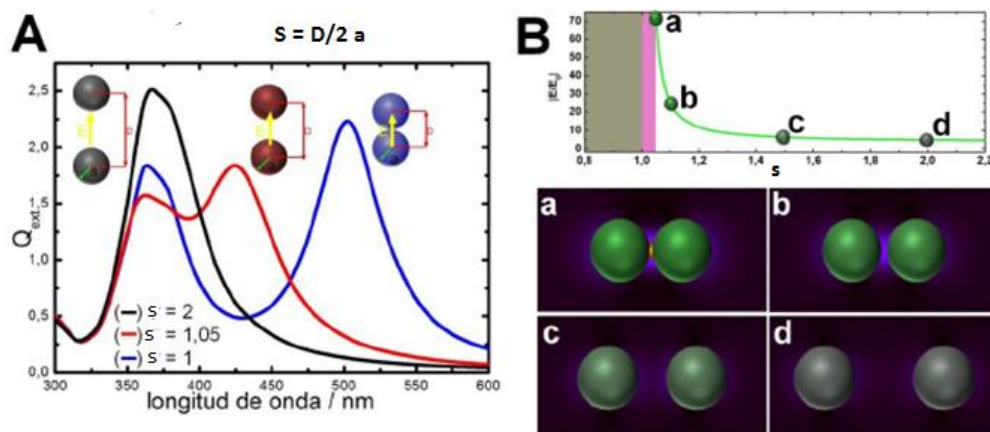 A
S = D/2 a
2,5
2,0
1,5
1,0
0,5
0,0
Q ext.
D
D
D
E
(—) s = 2
(—) s = 1,05
(—) s = 1
300 350 400 450 500 550 600
longitud de onda / nm
B
70
60
50
40
30
20
10
0
|E/E₀|
a
b
c
d
0,8 1,0 1,2 1,4 1,6 1,8 2,0 2,2
s
a
b
c
d